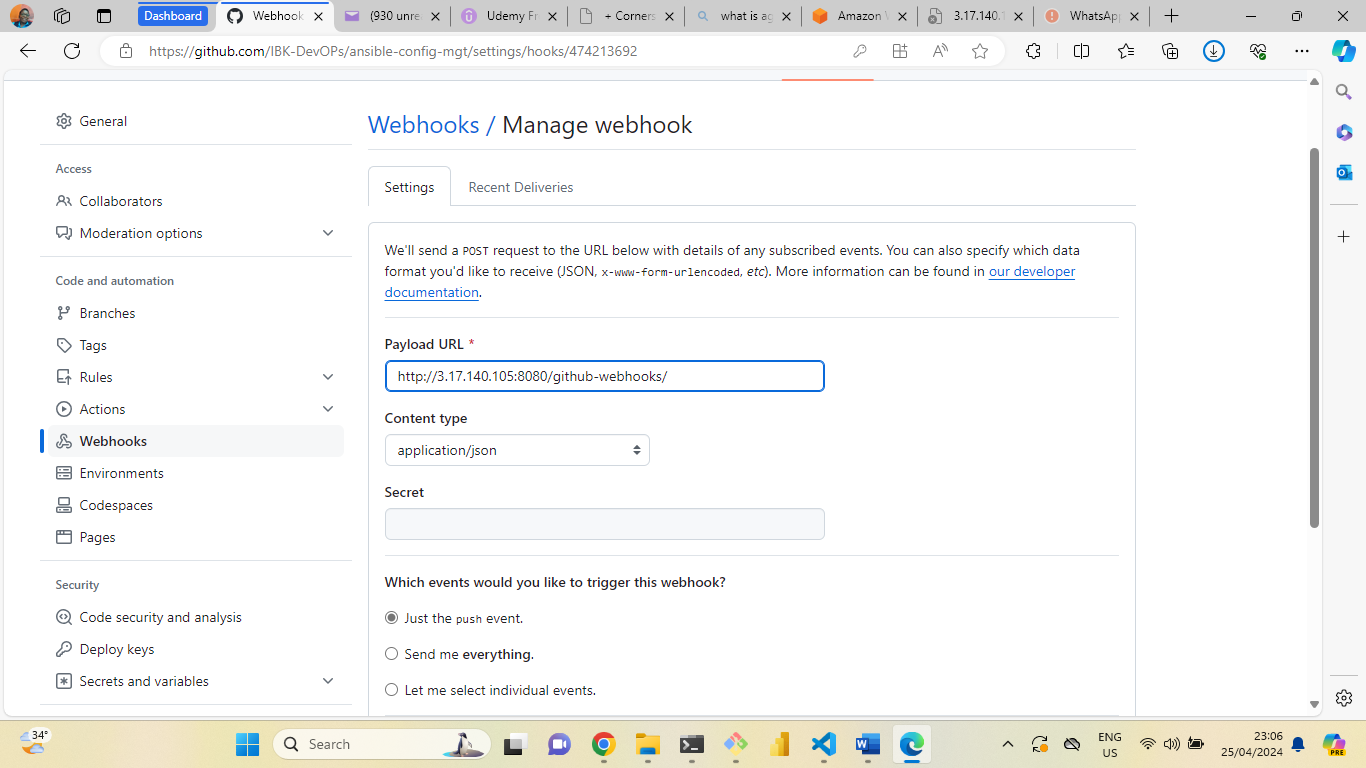 Dashboard
Webhook
(930 unre
Udemy Fr
+ Corners
what is ag
Amazon
3.17.140.1
WhatsApp
https://github.com/IBK-DevOPs/ansible-config-mgt/settings/hooks/474213692
General
Access
Collaborators
Moderation options
Code and automation
Branches
Tags
Rules
Actions
Webhooks
Environments
Codespaces
Pages
Security
Code security and analysis
Deploy keys
Secrets and variables
Webhooks / Manage webhook
Settings
Recent Deliveries
We'll send a POST request to the URL below with details of any subscribed events. You can also specify which data
format you'd like to receive (JSON, x-www-form-urlencoded, etc). More information can be found in our developer
documentation.
Payload URL *
http://3.17.140.105:8080/github-webhooks/
Content type
application/json
Secret
Which events would you like to trigger this webhook?
Just the push event.
Send me everything.
Let me select individual events.
34°
Search
ENG
US
23:06
25/04/2024
PRE